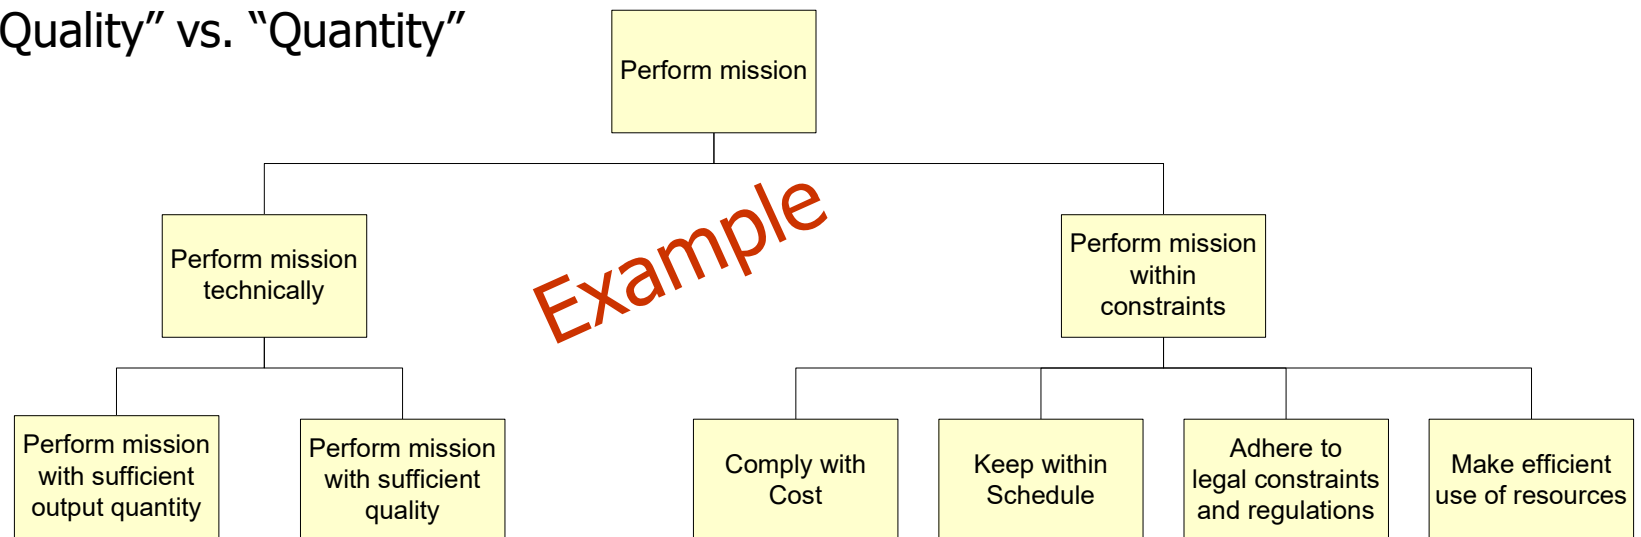 Quality” vs. “Quantity”
Perform mission
Example
Perform mission
technically
Perform mission
within
constraints
Perform mission
with sufficient
output quantity
Perform mission
with sufficient
quality
Comply with
Cost
Keep within
Schedule
Adhere to
legal constraints
and regulations
Make efficient
use of resources